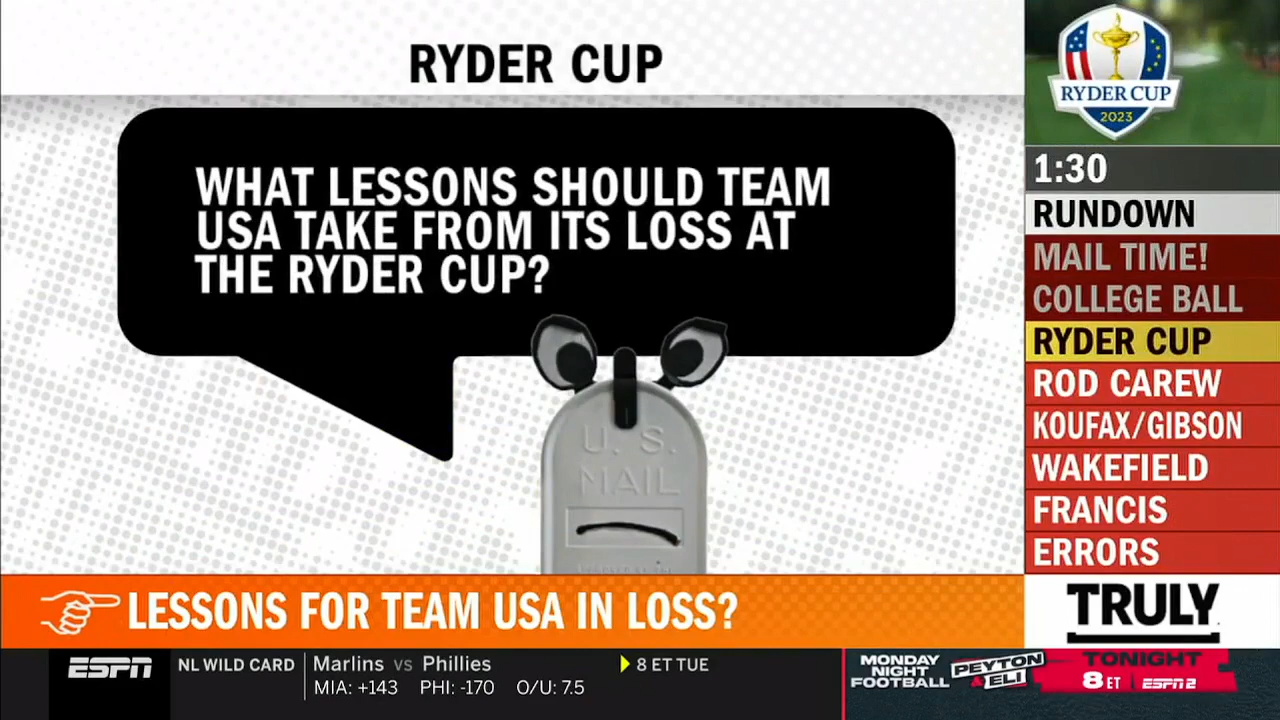 RYDER CUP
WHAT LESSONS SHOULD TEAM
USA TAKE FROM ITS LOSS AT
THE RYDER CUP?
U. S.
MAIL
LESSONS FOR TEAM USA IN LOSS?
RYDER CUP
2023
1:30
RUNDOWN
MAIL TIME!
COLLEGE BALL
RYDER CUP
ROD CAREW
KOUFAX/GIBSON
WAKEFIELD
FRANCIS
ERRORS
TRULY
ESPN
NL WILD CARD
Marlins vs Phillies
8 ET TUE
MIA: +143 PHI: -170 O/U: 7.5
MONDAY
NIGHT
FOOTBALL
PEYTON
& ELI
TONIGHT
8 ET ESPN2